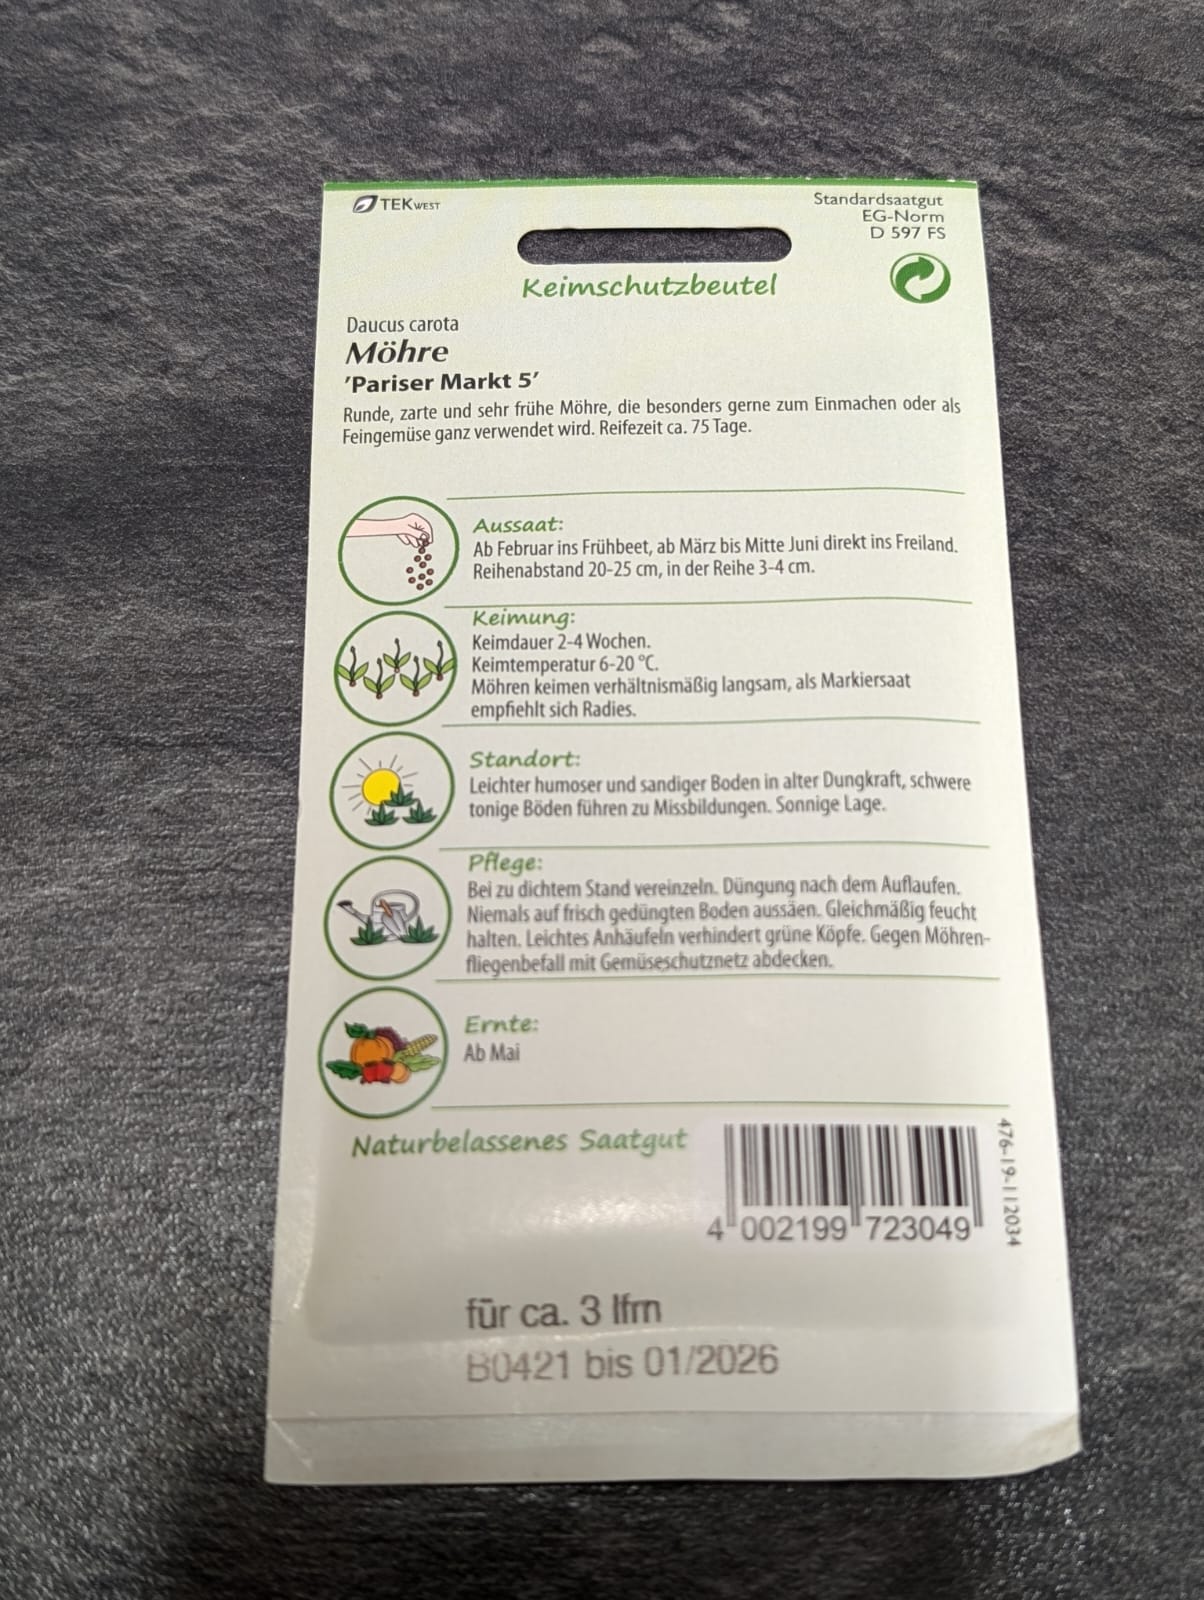 TEKWEST
Standardsaatgut
EG-Norm
D 597 FS
Keimschutzbeutel
Daucus carota
Möhre
'Pariser Markt 5'
Runde, zarte und sehr frühe Möhre, die besonders gerne zum Einmachen oder als
Feingemüse ganz verwendet wird. Reifezeit ca. 75 Tage.
Aussaat:
Ab Februar ins Frühbeet, ab März bis Mitte Juni direkt ins Freiland.
Reihenabstand 20-25 cm, in der Reihe 3-4 cm.
Keimung:
Keimdauer 2-4 Wochen.
Keimtemperatur 6-20 °C.
Möhren keimen verhältnismäßig langsam, als Markiersaat
empfiehlt sich Radies.
Standort:
Leichter humoser und sandiger Boden in alter Dungkraft, schwere
tonige Böden führen zu Missbildungen. Sonnige Lage.
Pflege:
Bei zu dichtem Stand vereinzeln. Düngung nach dem Auflaufen.
Niemals auf frisch gedüngten Boden aussäen. Gleichmäßig feucht
halten. Leichtes Anhäufeln verhindert grüne Köpfe. Gegen Möhren-
fliegenbefall mit Gemüseschutznetz abdecken.
Ernte:
Ab Mai
Naturbelassenes Saatgut
4 002199 723049
476-19-112034
für ca. 3 lfm
B0421 bis 01/2026